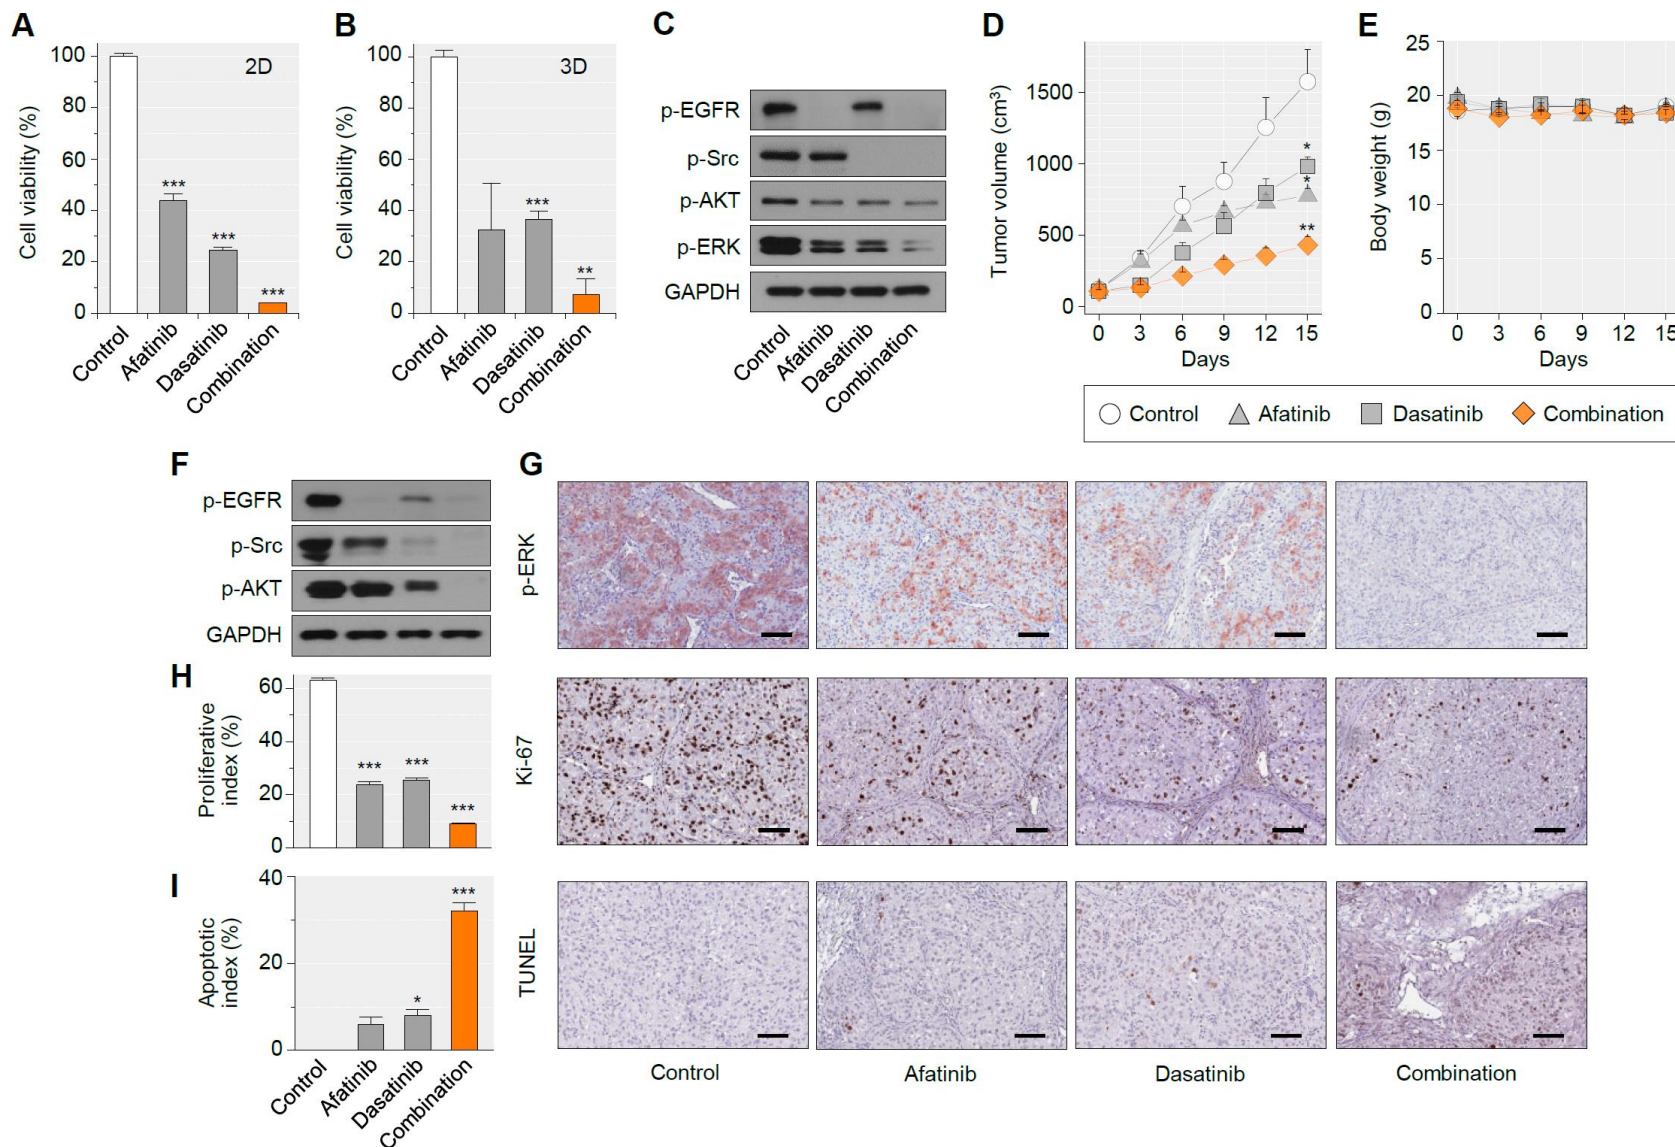 A
B
C
D
E
2D
3D
Cell viability (%)
100
80
60
40
20
0
***
***
***
Control
Afatinib
Dasatinib
Combination
Cell viability (%)
100
80
60
40
20
0
***
**
Control
Afatinib
Dasatinib
Combination
p-EGFR
p-Src
p-AKT
p-ERK
GAPDH
Control
Afatinib
Dasatinib
Combination
Tumor volume (cm³)
1500
1000
500
0
*
*
**
0 3 6 9 12 15
Days
Body weight (g)
25
20
15
10
5
0
0 3 6 9 12 15
Days
Control Afatinib Dasatinib Combination
F
p-EGFR
p-Src
p-AKT
GAPDH
G
p-ERK
Ki-67
TUNEL
Control Afatinib Dasatinib Combination
H
Proliferative
index (%)
60
40
20
0
***
***
***
I
Apoptotic
index (%)
40
20
0
*
***
Control
Afatinib
Dasatinib
Combination